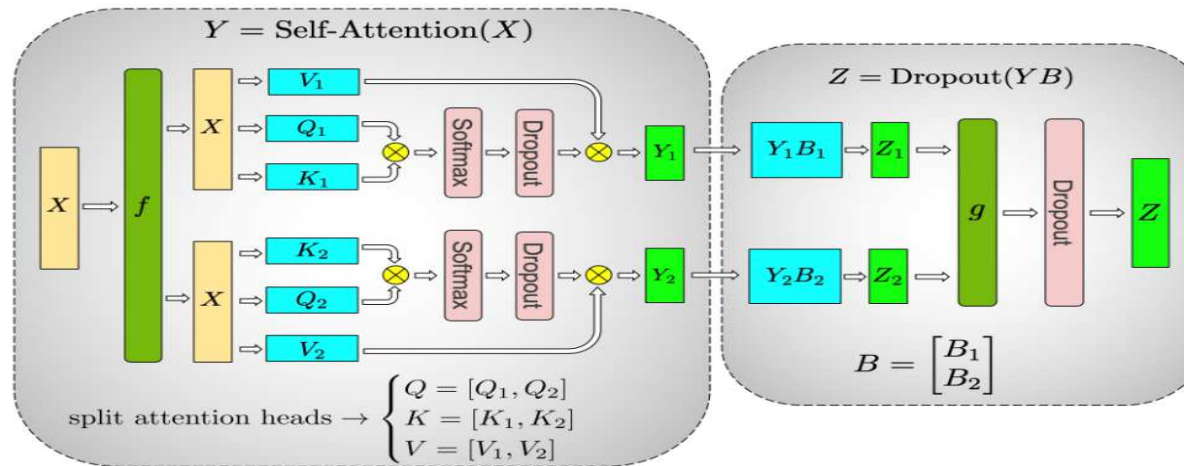 Y = Self-Attention(X)
X
f
X
V₁
Q₁
K₁
Softmax
Dropout
Y₁
X
K₂
Q₂
V₂
Softmax
Dropout
Y₂
split attention heads → { Q = [Q₁, Q₂]
K = [K₁, K₂]
V = [V₁, V₂]
Z = Dropout(YB)
Y₁B₁
Z₁
Y₂B₂
Z₂
g
Dropout
Z
B = [B₁
B₂]